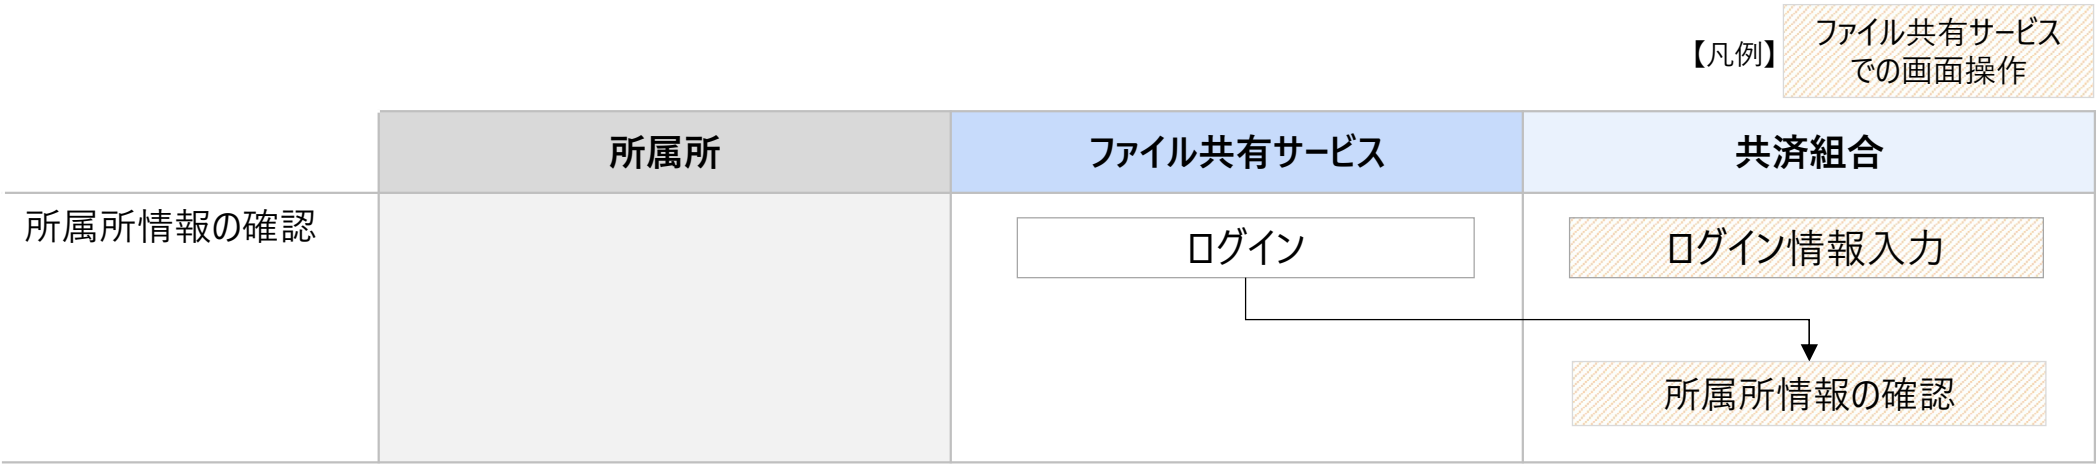 【凡例】
ファイル共有サービス
での画面操作
所属所
ファイル共有サービス
共済組合
所属所情報の確認
ログイン
ログイン情報入力
所属所情報の確認